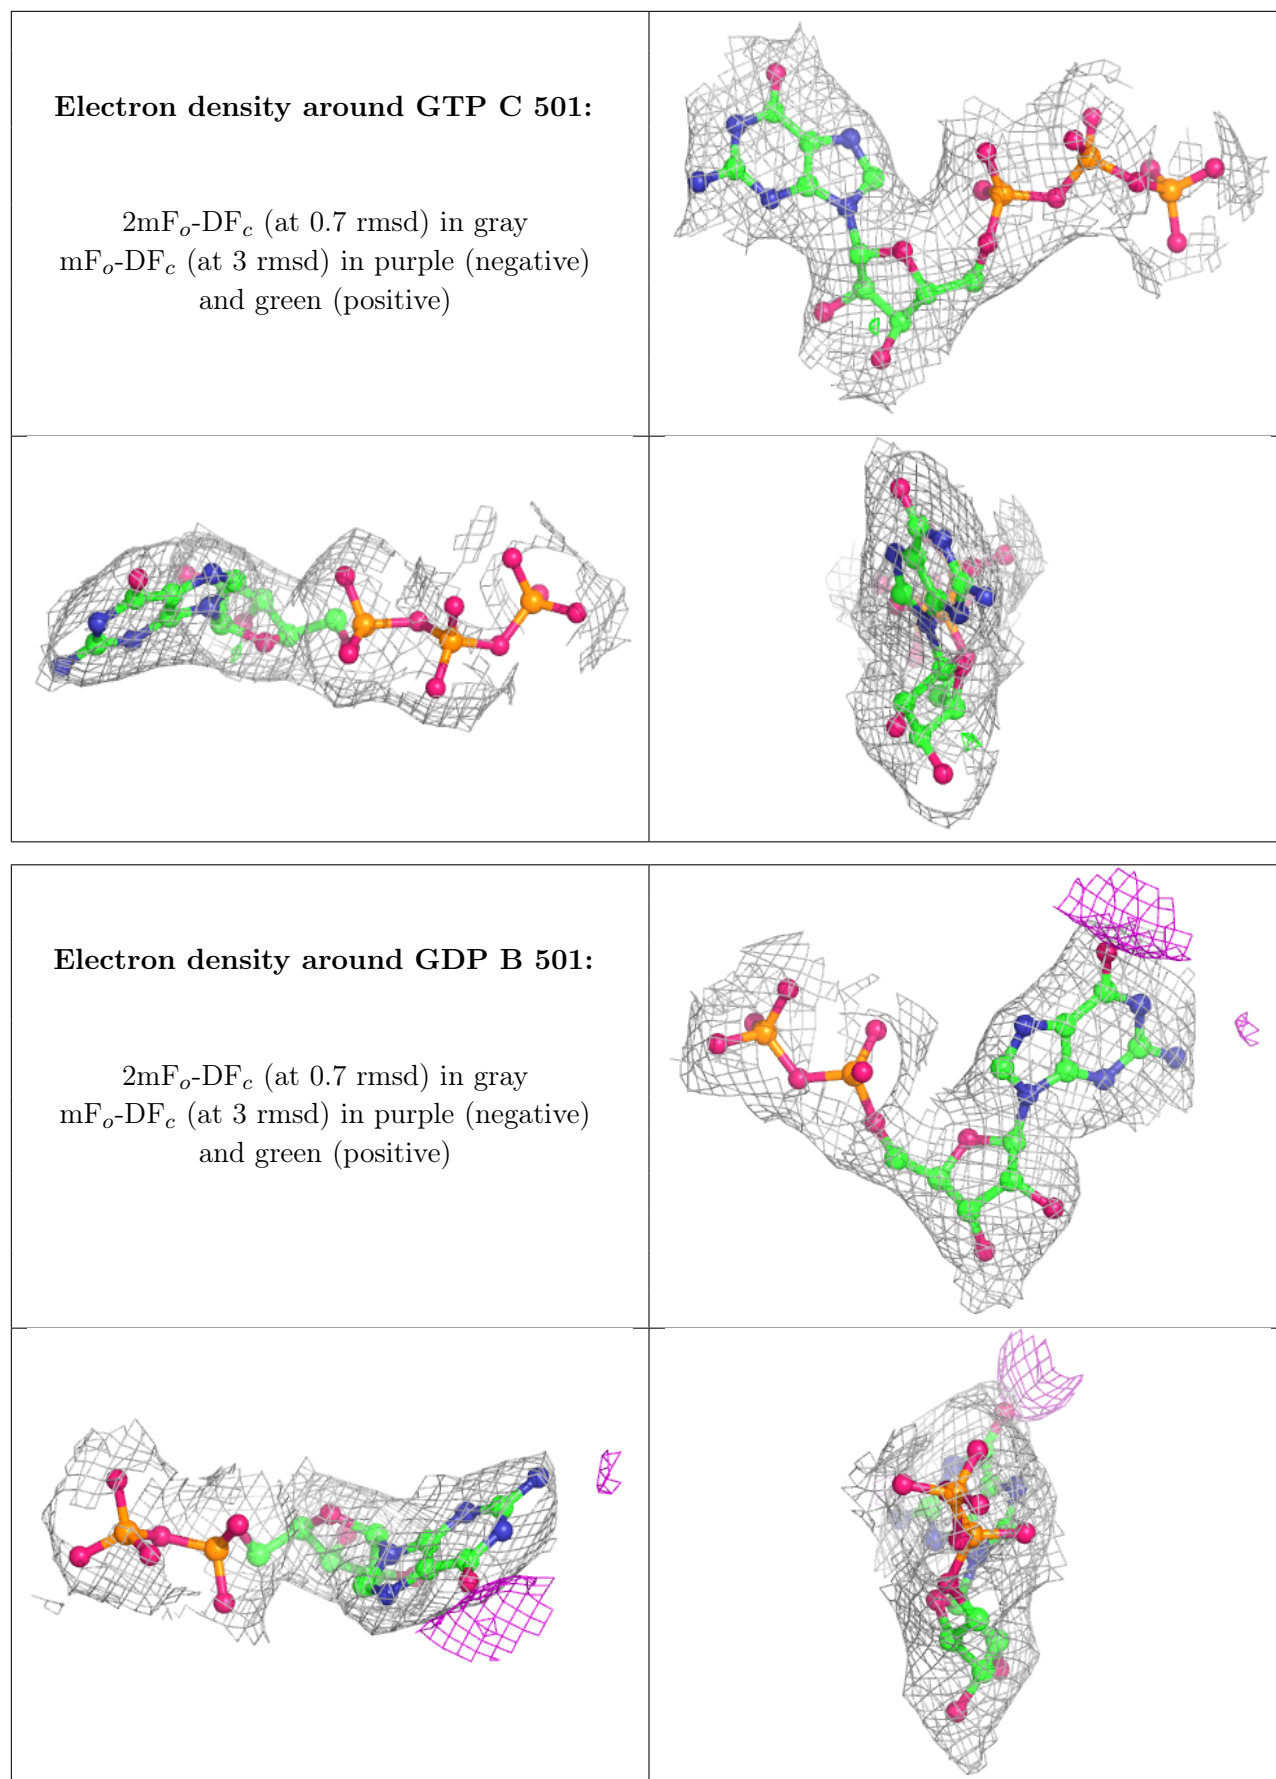 Electron density around GTP C 501:
2mFo-DFc (at 0.7 rmsd) in gray
mFo-DFc (at 3 rmsd) in purple (negative)
and green (positive)
Electron density around GDP B 501:
2mFo-DFc (at 0.7 rmsd) in gray
mFo-DFc (at 3 rmsd) in purple (negative)
and green (positive)